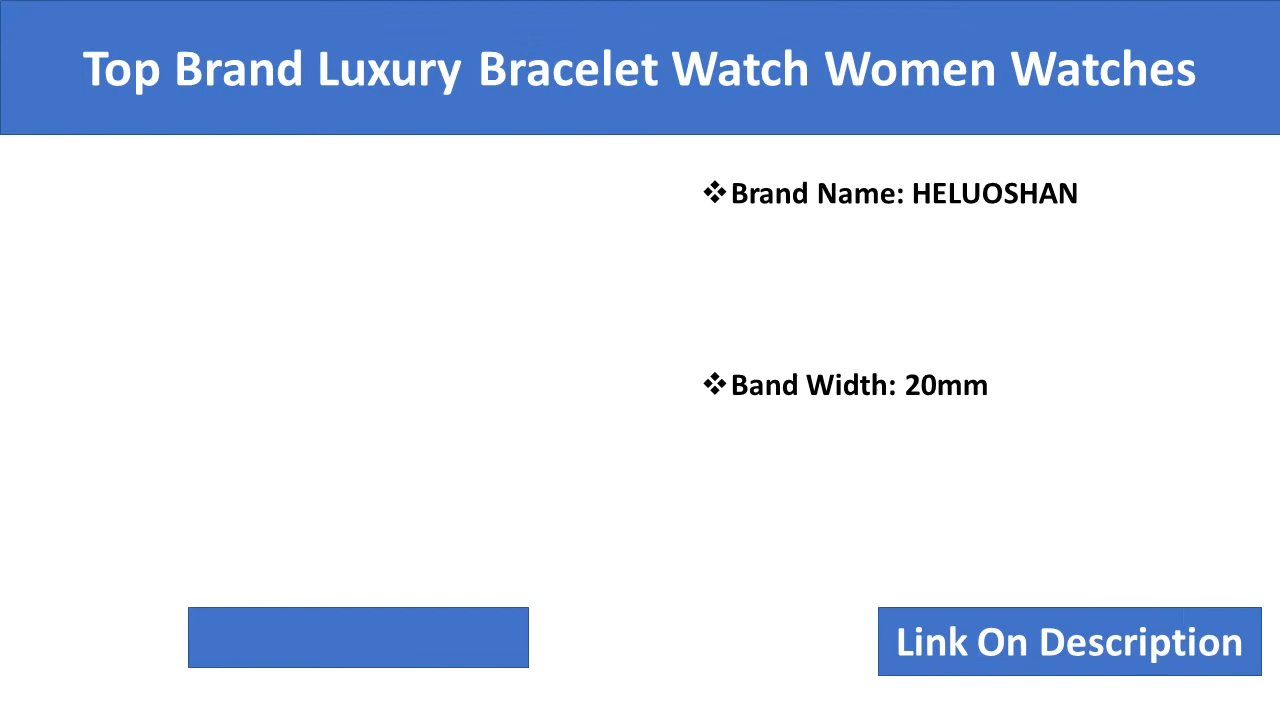 Top Brand Luxury Bracelet Watch Women Watches
❖Brand Name: HELUOSHAN
❖Band Width: 20mm
Link On Description